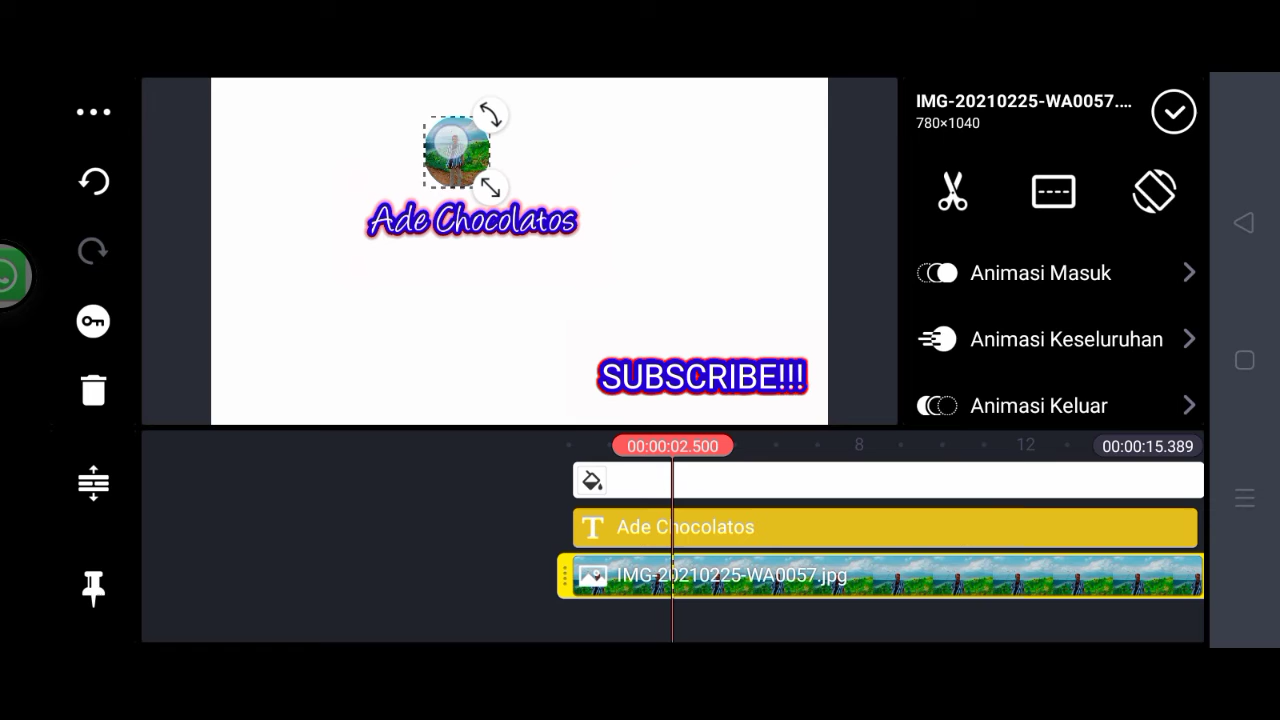 IMG-20210225-WA0057....
780×1040
Ade Chocolatos
Animasi Masuk
Animasi Keseluruhan
SUBSCRIBE!!!
Animasi Keluar
00:00:02.500
8
12
00:00:15.389
T Ade Chocolatos
IMG-20210225-WA0057.jpg